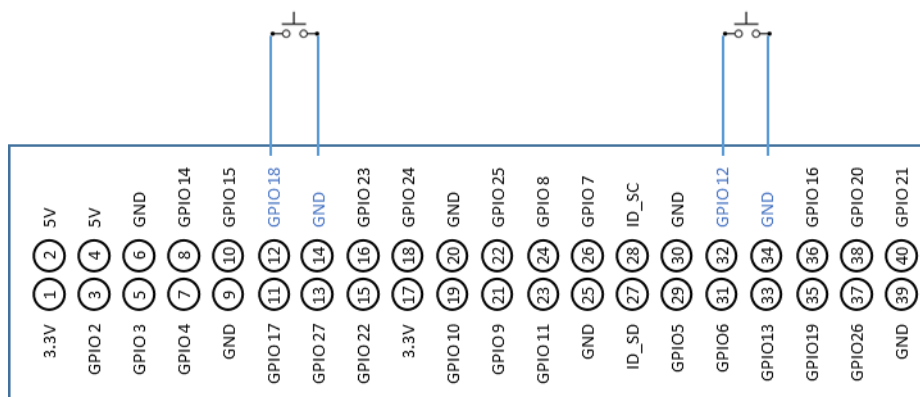 5V 5V GND GPIO 14 GPIO 15 GPIO 18 GND GPIO 23 GPIO 24 GND GPIO 25 GPIO 8 GPIO 7 ID_SC GND GPIO 12 GND GPIO 16 GPIO 20 GPIO 21
2 4 6 8 10 12 14 16 18 20 22 24 26 28 30 32 34 36 38 40
1 3 5 7 9 11 13 15 17 19 21 23 25 27 29 31 33 35 37 39
3.3V GPIO 2 GPIO 3 GPIO 4 GND GPIO 17 GPIO 27 GPIO 22 3.3V GPIO 10 GPIO 9 GPIO 11 GND ID_SD GPIO5 GPIO6 GPIO13 GPIO19 GPIO26 GND